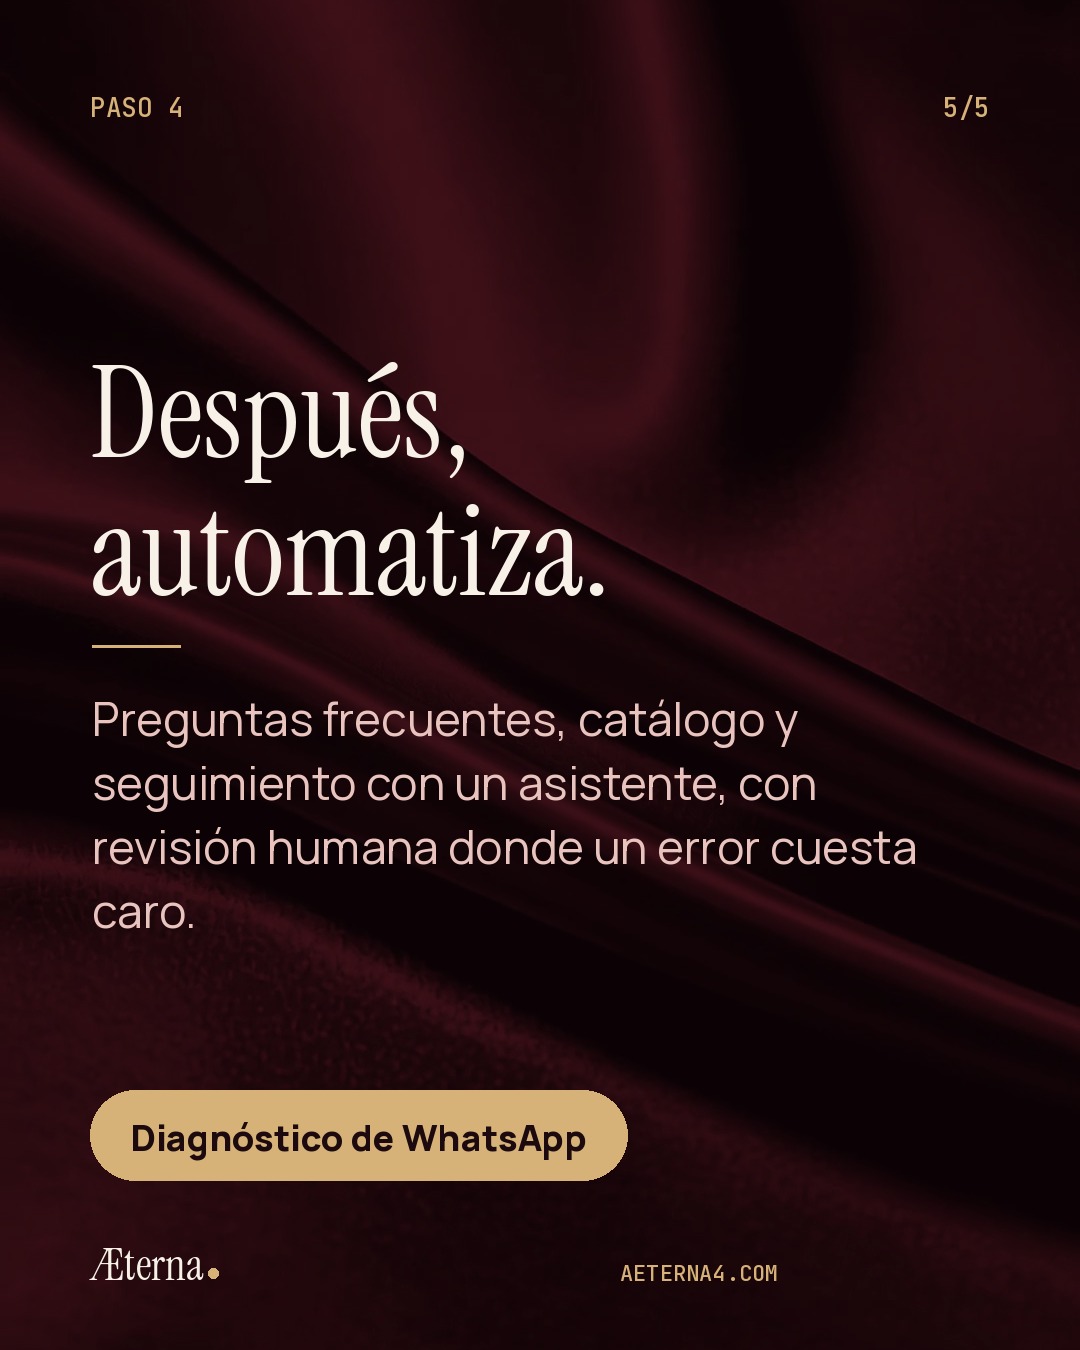 PASO 4
5/5
Después,
automatiza.
Preguntas frecuentes, catálogo y
seguimiento con un asistente, con
revisión humana donde un error cuesta
caro.
Diagnóstico de WhatsApp
Æterna.
AETERNA4.COM